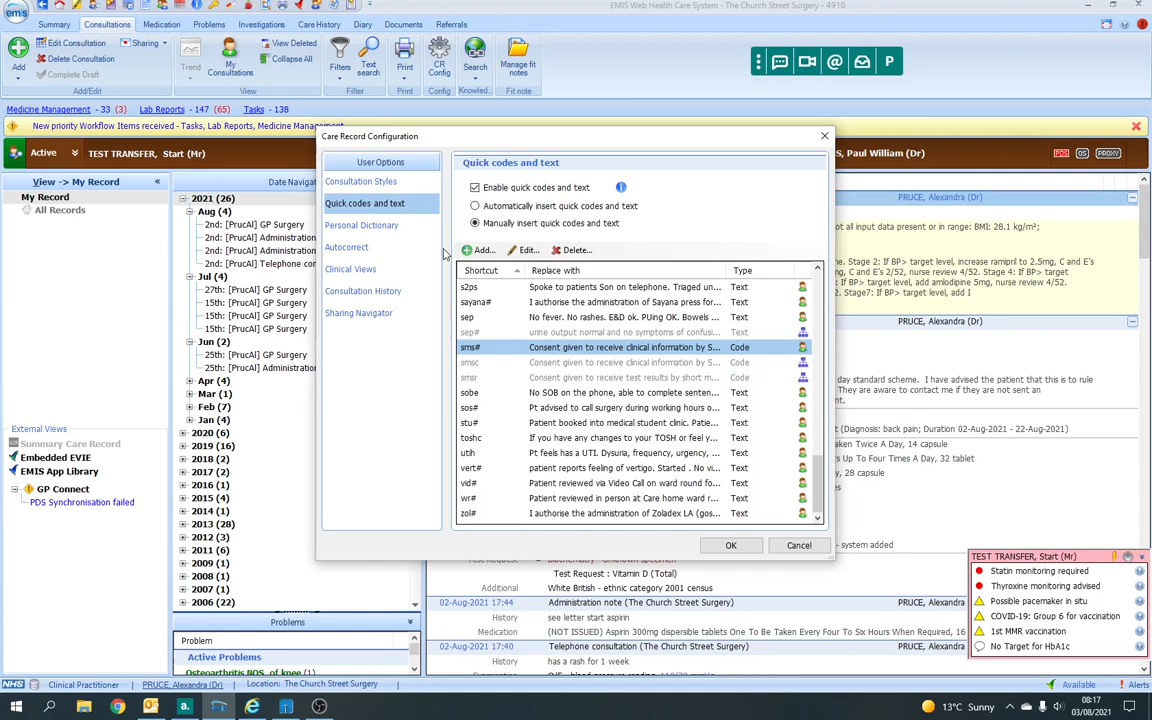 EMIS Web Health Care System - The Church Street Surgery - 4910
emis
Summary Consultations Medication Problems Investigations Care History Diary Documents Referrals
Add
Edit Consultation
Delete Consultation
Complete Draft
Sharing
Trend
My Consultations
View Deleted
Collapse All
Filters
Text search
Print
CR Config
Search
Manage fit notes
P
Add/Edit View Filter Print Config Knowled... Fit note
Medicine Management - 33 (3) Lab Reports - 147 (65) Tasks - 138
New priority Workflow Items received - Tasks, Lab Reports, Medicine Management
Active TEST TRANSFER, Start (Mr) S, Paul William (Dr) PDS OS PROXY
View -> My Record «
My Record
All Records
External Views
Summary Care Record
Embedded EVIE
EMIS App Library
GP Connect
PDS Synchronisation failed
Date Navigat
2021 (26)
Aug (4)
2nd: [PrucAl] GP Surgery
2nd: [PrucAl] Administration
2nd: [PrucAl] Administration
2nd: [PrucAl] Telephone con
Jul (4)
27th: [PrucAl] GP Surgery
15th: [PrucAl] GP Surgery
15th: [PrucAl] GP Surgery
15th: [PrucAl] GP Surgery
Jun (2)
25th: [PrucAl] GP Surgery
25th: [PrucAl] Administration
Apr (4)
Mar (1)
Feb (7)
Jan (4)
2020 (6)
2019 (16)
2018 (2)
2017 (2)
2016 (1)
2015 (4)
2014 (1)
2013 (28)
2012 (3)
2011 (6)
2009 (1)
2008 (1)
2007 (1)
2006 (22)
Problems
Problem
Active Problems
Osteoarthritis NOS, of knee (1)
Care Record Configuration
User Options
Consultation Styles
Quick codes and text
Personal Dictionary
Autocorrect
Clinical Views
Consultation History
Sharing Navigator
Quick codes and text
Enable quick codes and text
Automatically insert quick codes and text
Manually insert quick codes and text
Add... Edit... Delete...
Shortcut Replace with Type
s2ps Spoke to patients Son on telephone. Triaged un... Text
sayana# I authorise the administration of Sayana press for... Text
sep No fever. No rashes. E&D ok. PUing OK. Bowels ... Text
sep# urine output normal and no symptoms of confusi... Text
sms# Consent given to receive clinical information by S... Code
smsc Consent given to receive clinical information by S... Code
smsr Consent given to receive test results by short m... Code
sobe No SOB on the phone, able to complete senten... Text
sos# Pt advised to call surgery during working hours o... Text
stu# Patient booked into medical student clinic. Patie... Text
toshc If you have any changes to your TOSH or feel y... Text
utih Pt feels has a UTI. Dysuria, frequency, urgency, ... Text
vert# patient reports feeling of vertigo. Started . No vi... Text
vid# Patient reviewed via Video Call on ward round fo... Text
wr# Patient reviewed in person at Care home ward r... Text
zol# I authorise the administration of Zoladex LA (gos... Text
OK Cancel
PRUCE, Alexandra (Dr)
ot all input data present or in range: BMI: 28.1 kg/m²;
ot. Stage 2: If BP> target level, increase ramipril to 2.5mg, C and E's 2/52,
nd E's 2/52, nurse review 4/52. Stage 4: If BP> target
evel, add amlodipine 5mg, nurse review 4/52.
52. Stage7: If BP> target level, add I
PRUCE, Alexandra (Dr)
day standard scheme. I have advised the patient that this is to rule
They are aware to contact me if they are not sent an
t.
(Diagnosis: back pain; Duration 02-Aug-2021 - 22-Aug-2021)
aken Twice A Day, 14 capsule
s Up To Four Times A Day, 32 tablet
y, 28 capsule
es
- system added
Test Request Biochemistry - Unknown specimen
Test Request : Vitamin D (Total)
Additional White British - ethnic category 2001 census
02-Aug-2021 17:44 Administration note (The Church Street Surgery) PRUCE, Alexandra
History see letter start aspirin
Medication (NOT ISSUED) Aspirin 300mg dispersible tablets One To Be Taken Every Four To Six Hours When Required, 16
02-Aug-2021 17:40 Telephone consultation (The Church Street Surgery) PRUCE, Alexandra
History has a rash for 1 week
TEST TRANSFER, Start (Mr)
Statin monitoring required
Thyroxine monitoring advised
Possible pacemaker in situ
COVID-19: Group 6 for vaccination
1st MMR vaccination
No Target for HbA1c
NHS Clinical Practitioner PRUCE, Alexandra (Dr) Location: The Church Street Surgery Available Alerts
a.
13°C Sunny
08:17
03/08/2021